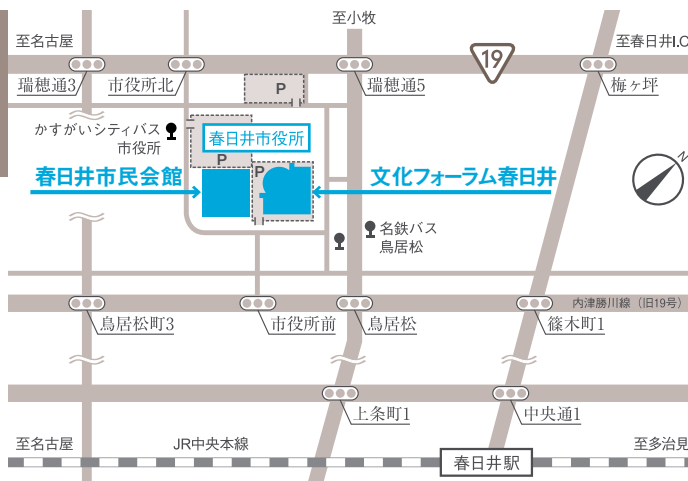 至小牧
至名古屋
19
至春日井I.C
瑞穂通3
市役所北
瑞穂通5
梅ヶ坪
P
かすがいシティバス
市役所
春日井市役所
P
P
N
春日井市民会館
文化フォーラム春日井
名鉄バス
鳥居松
内津勝川線（旧19号）
鳥居松町3
市役所前
鳥居松
篠木町1
上条町1
中央通1
至名古屋
JR中央本線
春日井駅
至多治見